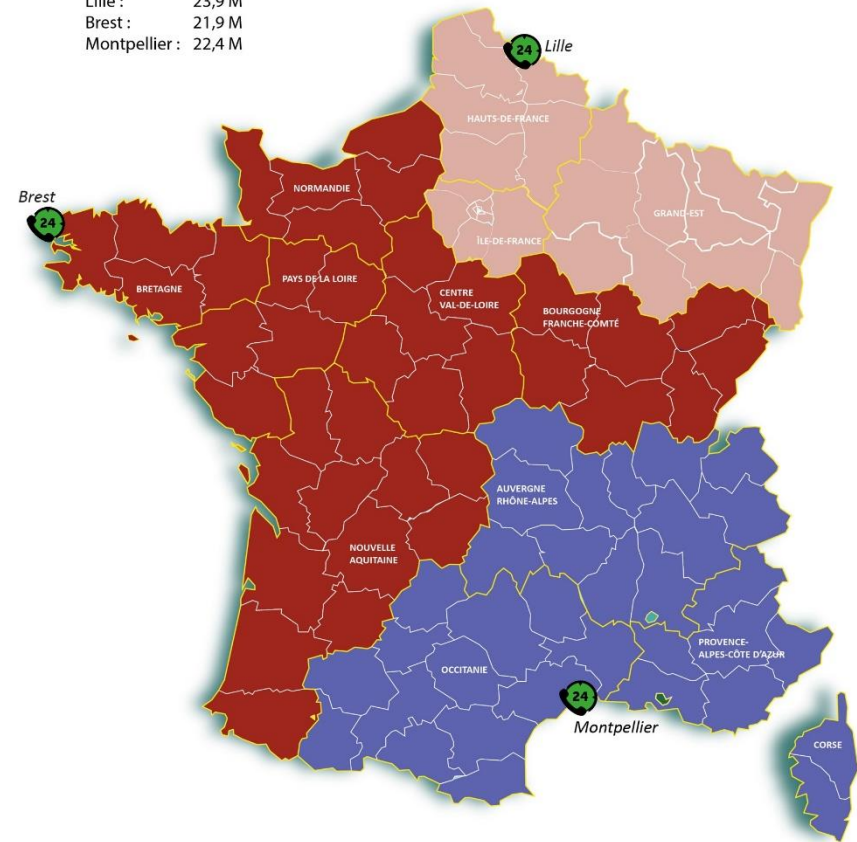 Lille : 23,9 M
Brest : 21,9 M
Montpellier : 22,4 M
24 Lille
HAUTS-DE-FRANCE
Brest
24
NORMANDIE
GRAND-EST
ÎLE-DE-FRANCE
BRETAGNE
PAYS DE LA LOIRE
CENTRE
VAL-DE-LOIRE
BOURGOGNE
FRANCHE-COMTÉ
AUVERGNE
RHÔNE-ALPES
NOUVELLE
AQUITAINE
PROVENCE-
ALPES-CÔTE D'AZUR
OCCITANIE
24
Montpellier
CORSE